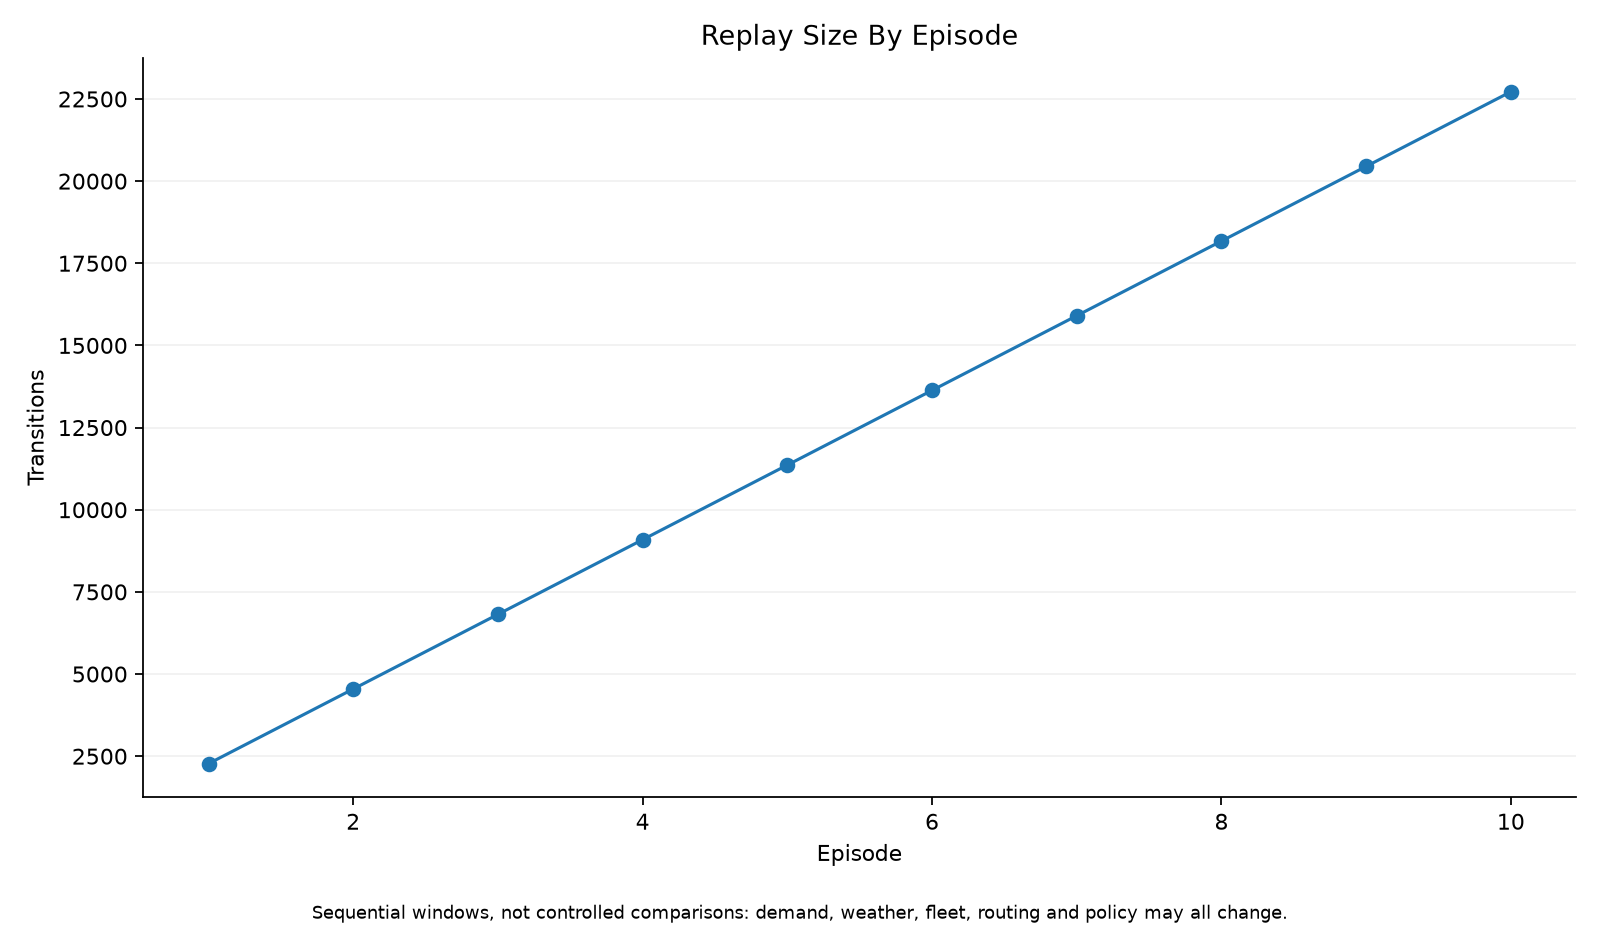 Replay Size By Episode
22500
20000
17500
15000
12500
10000
7500
5000
2500
Transitions
2 4 6 8 10
Episode
Sequential windows, not controlled comparisons: demand, weather, fleet, routing and policy may all change.